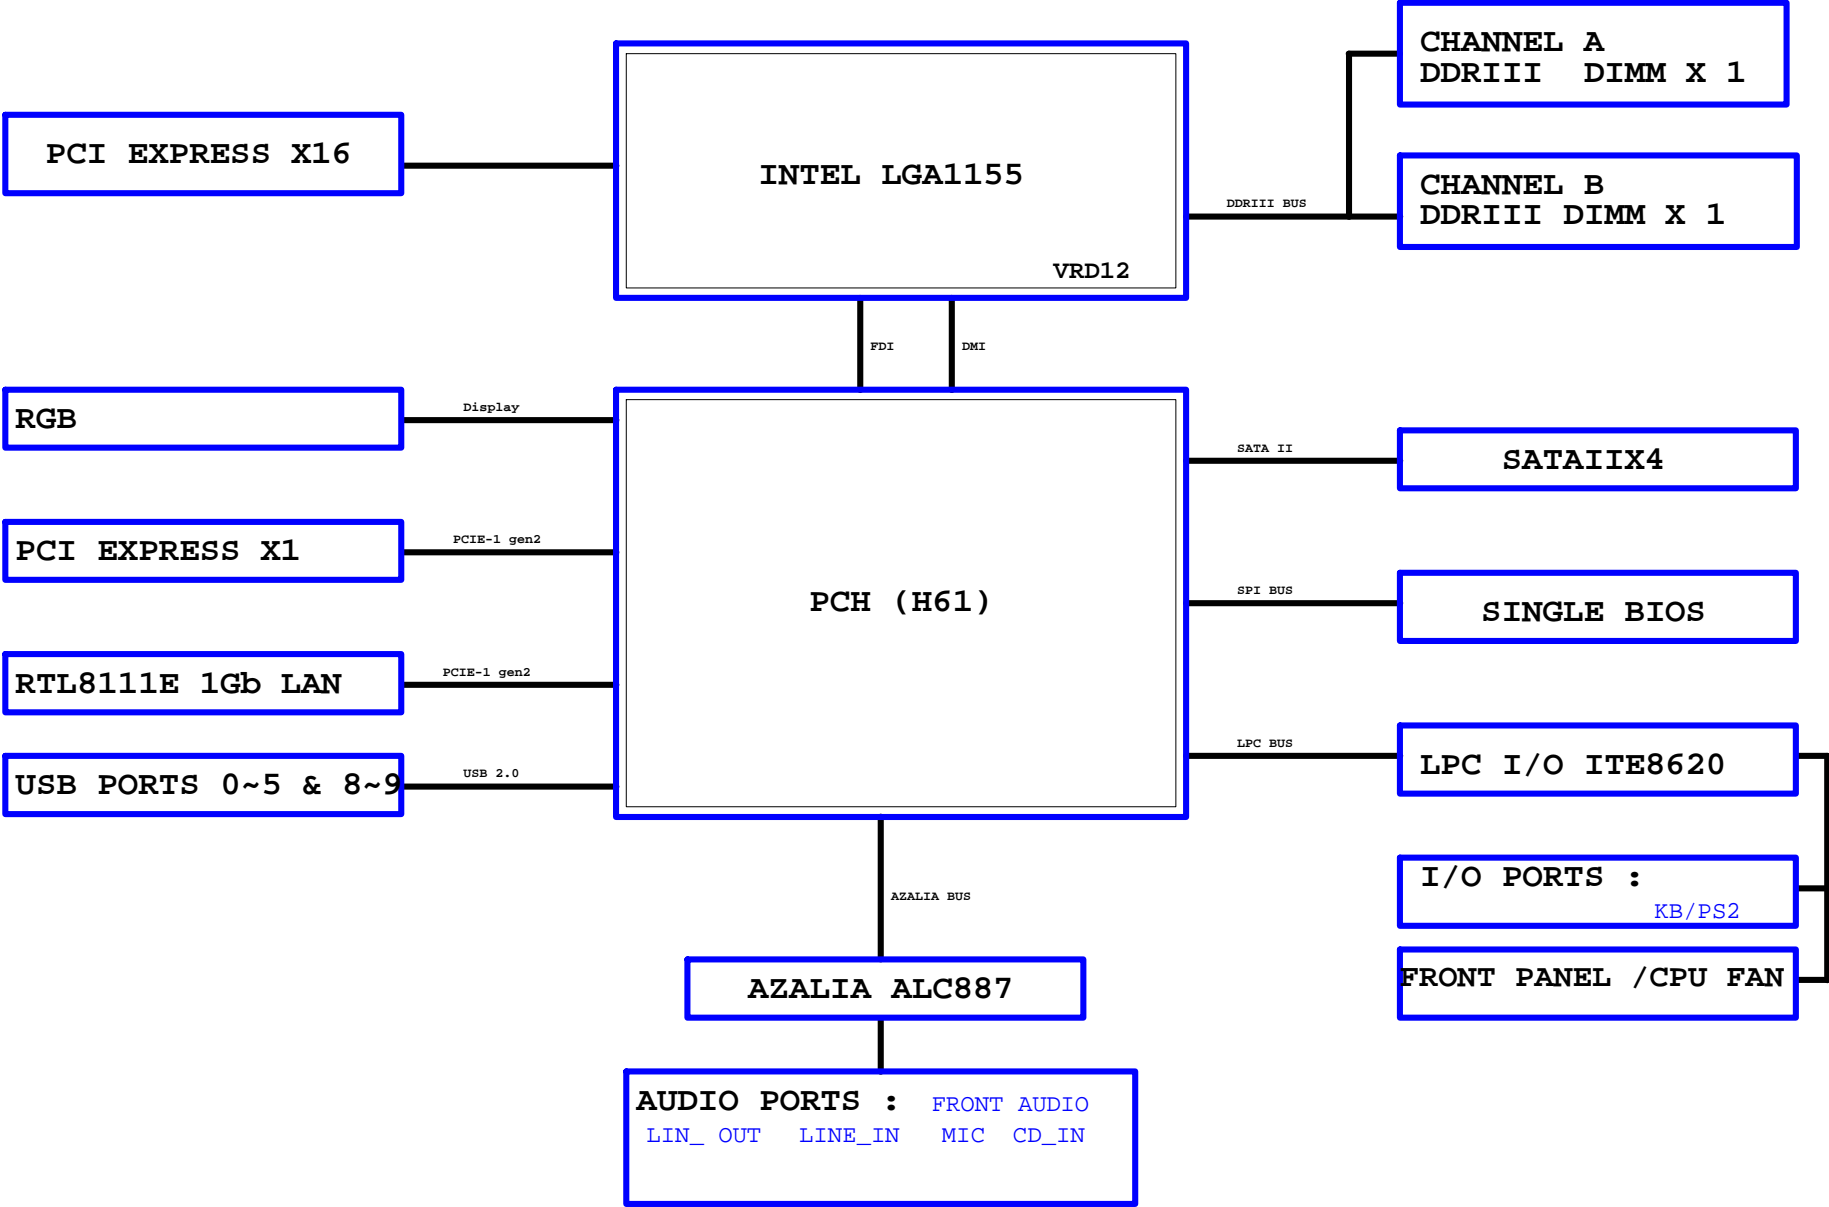 CHANNEL A
DDRIII DIMM X 1
PCI EXPRESS X16
INTEL LGA1155
CHANNEL B
DDRIII DIMM X 1
DDRIII BUS
VRD12
FDI
DMI
RGB
Display
SATA II
SATAIIX4
PCI EXPRESS X1
PCIE-1 gen2
PCH (H61)
SPI BUS
SINGLE BIOS
RTL8111E 1Gb LAN
PCIE-1 gen2
LPC BUS
LPC I/O ITE8620
USB PORTS 0~5 & 8~9
USB 2.0
I/O PORTS :
KB/PS2
AZALIA BUS
FRONT PANEL /CPU FAN
AZALIA ALC887
AUDIO PORTS : FRONT AUDIO
LIN_ OUT LINE_IN MIC CD_IN